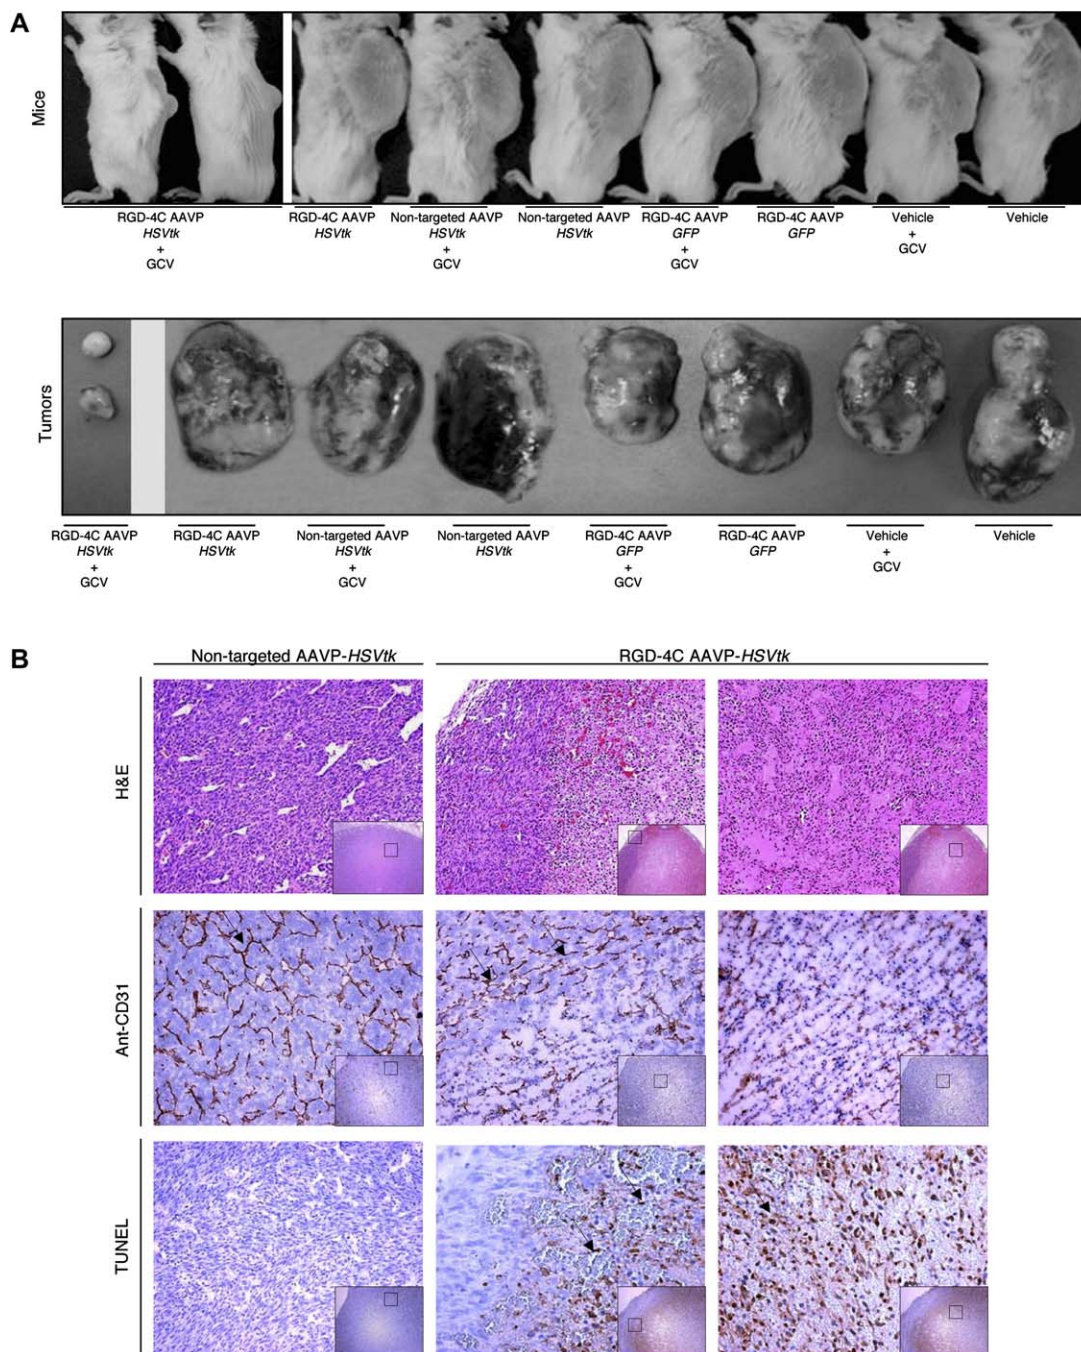 A
Mice
RGD-4C AAVP
HSVtk
+
GCV
RGD-4C AAVP
HSVtk
Non-targeted AAVP
HSVtk
+
GCV
Non-targeted AAVP
HSVtk
RGD-4C AAVP
GFP
+
GCV
RGD-4C AAVP
GFP
Vehicle
+
GCV
Vehicle
Tumors
RGD-4C AAVP
HSVtk
+
GCV
RGD-4C AAVP
HSVtk
Non-targeted AAVP
HSVtk
+
GCV
Non-targeted AAVP
HSVtk
RGD-4C AAVP
GFP
+
GCV
RGD-4C AAVP
GFP
Vehicle
+
GCV
Vehicle
B
Non-targeted AAVP-HSVtk
RGD-4C AAVP-HSVtk
H&E
Ant-CD31
TUNEL